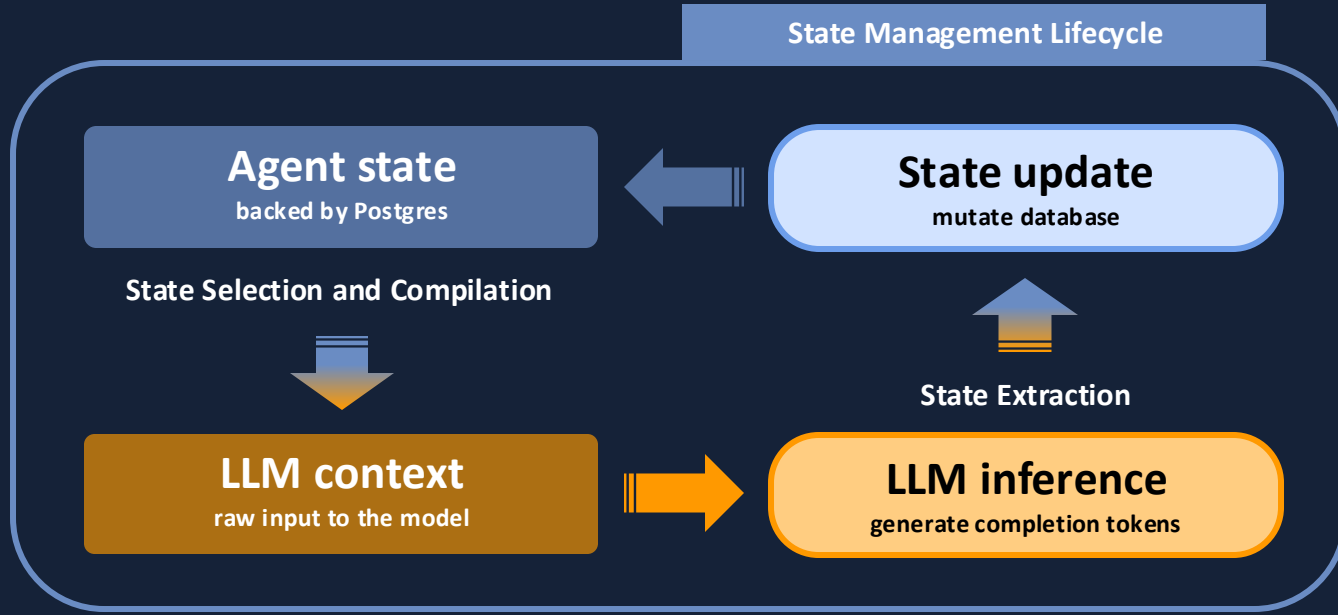 State Management Lifecycle
Agent state
backed by Postgres
State update
mutate database
State Selection and Compilation
State Extraction
LLM context
raw input to the model
LLM inference
generate completion tokens